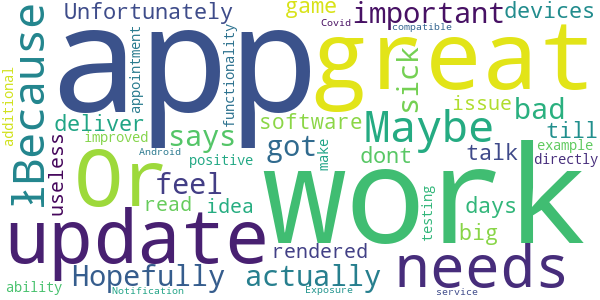 Unfortunately
game
Covid
important
devices
compatible
app
great
additional
łBecause
appointment
functionality
sick
issue
bad
deliver
says
software
Maybe
till
useless
improved
Android
or
positive
got
make
dont
talk
example
directly
feel
work
read
idea
testing
days
big
update
rendered
needs
Hopefully
actually
ability
Notification
Exposure
service